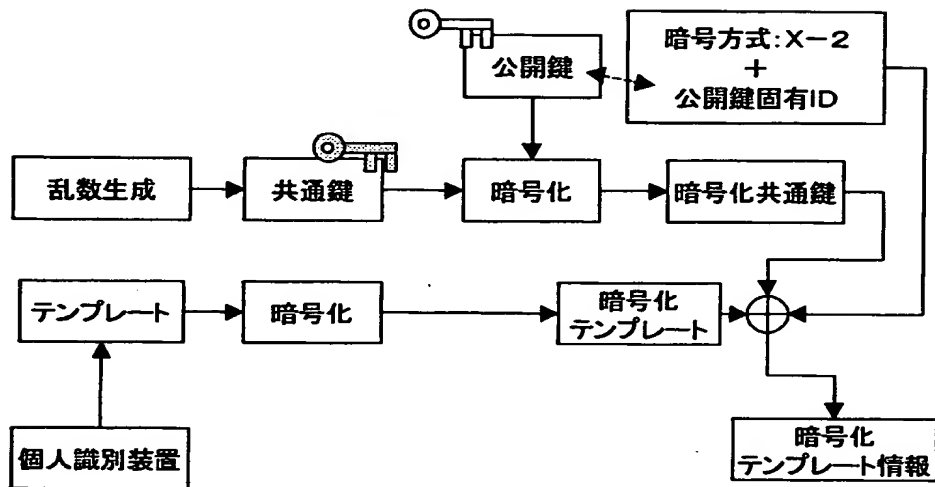 公開鍵
暗号方式:X－2
＋
公開鍵固有ID
乱数生成
共通鍵
暗号化
暗号化共通鍵
テンプレート
暗号化
暗号化
テンプレート
個人識別装置
暗号化
テンプレート情報